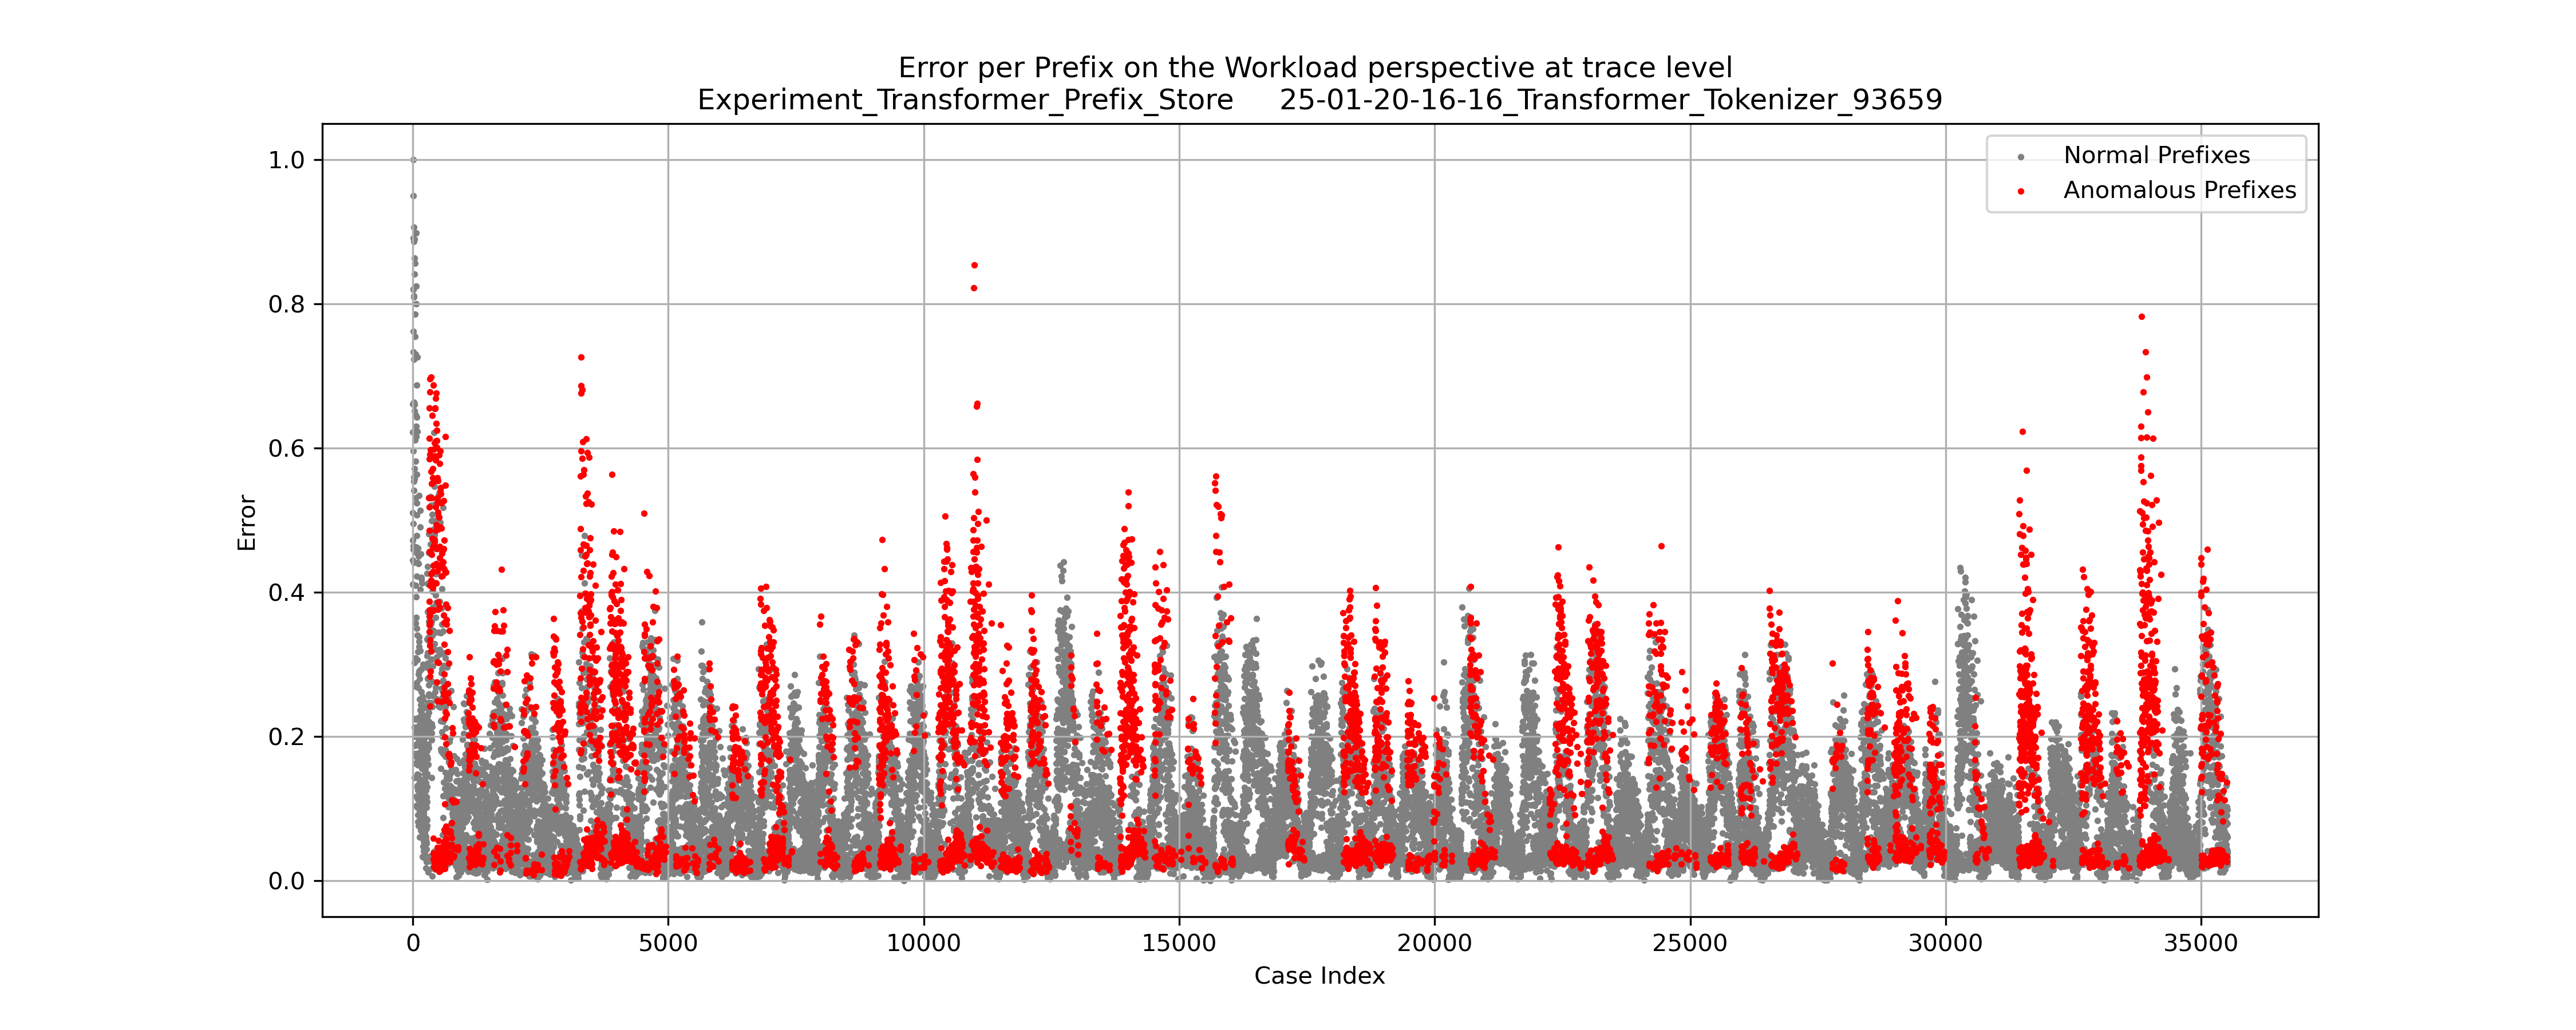 Error per Prefix on the Workload perspective at trace level
Experiment_Transformer_Prefix_Store 25-01-20-16-16_Transformer_Tokenizer_93659
Normal Prefixes
Anomalous Prefixes
1.0
0.8
0.6
0.4
0.2
0.0
Error
0 5000 10000 15000 20000 25000 30000 35000
Case Index